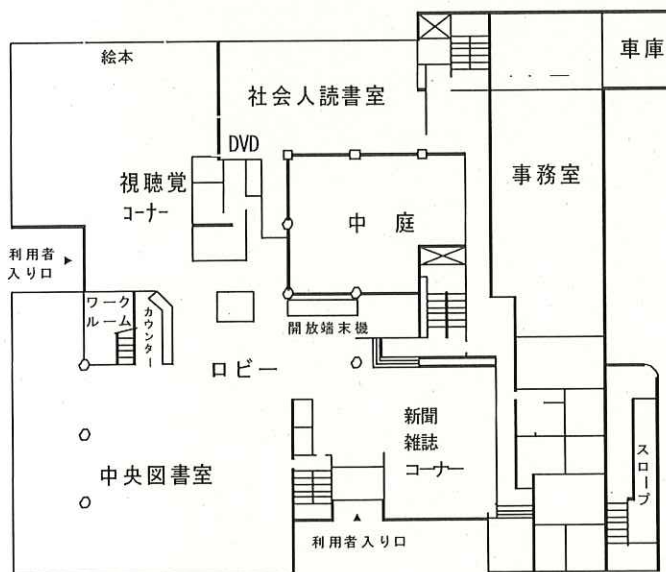 絵本
社会人読書室
車庫
DVD
視聴覚
コーナー
中庭
事務室
利用者
入り口
ワーク
ルーム
カウンター
開放端末機
ロビー
新聞
雑誌
コーナー
中央図書室
スロープ
利用者入り口